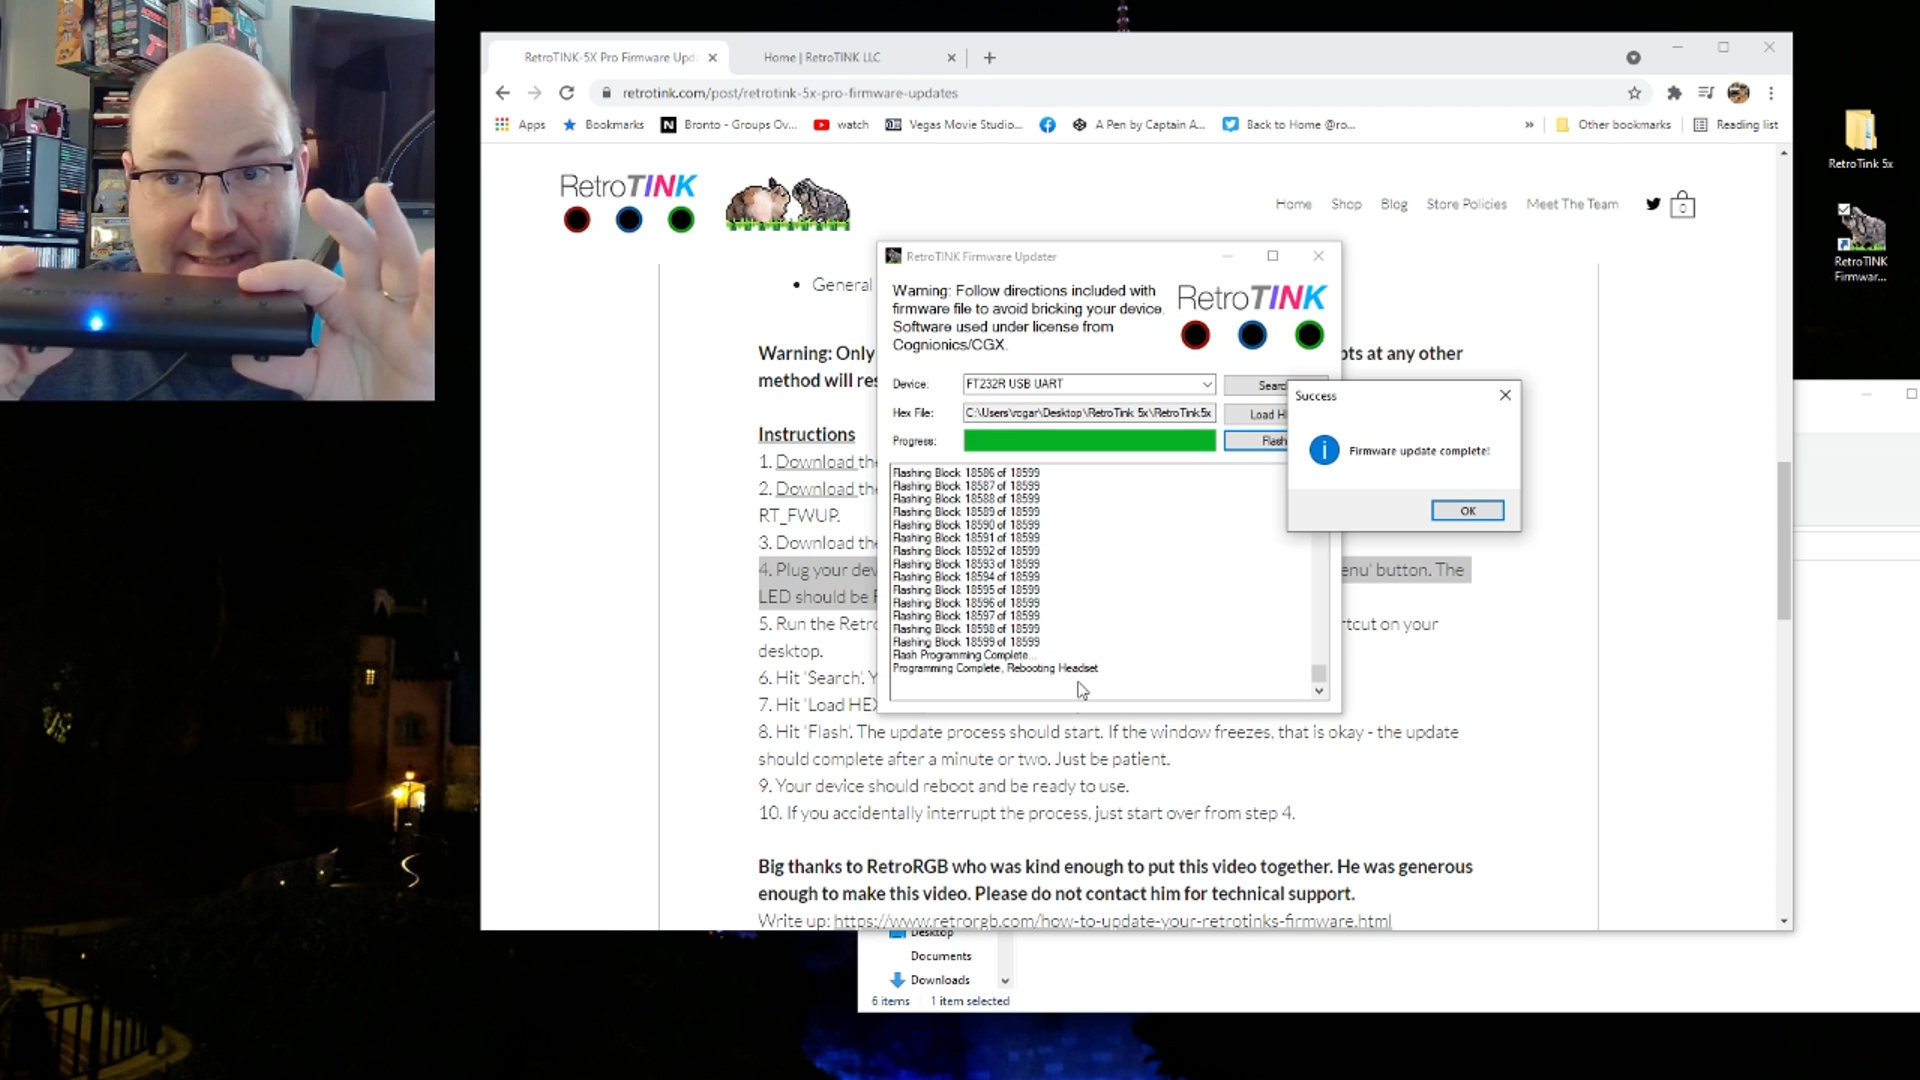 RetroTINK-5X Pro Firmware Upd
Home | RetroTINK LLC
retrotink.com/post/retrotink-5x-pro-firmware-updates
Apps
Bookmarks
Bronto - Groups Ov...
watch
Vegas Movie Studio...
A Pen by Captain A...
Back to Home @ro...
»
Other bookmarks
Reading list
RetroTINK
Home
Shop
Blog
Store Policies
Meet The Team
0
RetroTink 5x
RetroTINK
Firmwar...
• General
Warning: Only
pts at any other
method will res
Instructions
1. Download the
2. Download the
RT_FWUP.
3. Download the
4. Plug your dev
enu' button. The
LED should be
5. Run the Retro
rtcut on your
desktop.
6. Hit 'Search'. Y
7. Hit 'Load HEX
8. Hit 'Flash'. The update process should start. If the window freezes, that is okay - the update
should complete after a minute or two. Just be patient.
9. Your device should reboot and be ready to use.
10. If you accidentally interrupt the process, just start over from step 4.
Big thanks to RetroRGB who was kind enough to put this video together. He was generous
enough to make this video. Please do not contact him for technical support.
Write up: https://www.retrorgb.com/how-to-update-your-retrotinks-firmware.html
RetroTINK Firmware Updater
Warning: Follow directions included with
firmware file to avoid bricking your device.
Software used under license from
Cognionics/CGX.
RetroTINK
Device:
FT232R USB UART
Searc
Hex File:
C:\Users\rcgar\Desktop\RetroTink 5x\RetroTink5x
Load H
Progress:
Flash
Flashing Block 18586 of 18599
Flashing Block 18587 of 18599
Flashing Block 18588 of 18599
Flashing Block 18589 of 18599
Flashing Block 18590 of 18599
Flashing Block 18591 of 18599
Flashing Block 18592 of 18599
Flashing Block 18593 of 18599
Flashing Block 18594 of 18599
Flashing Block 18595 of 18599
Flashing Block 18596 of 18599
Flashing Block 18597 of 18599
Flashing Block 18598 of 18599
Flashing Block 18599 of 18599
Flash Programming Complete...
Programming Complete, Rebooting Headset
Success
Firmware update complete!
OK
Desktop
Documents
Downloads
6 items
1 item selected